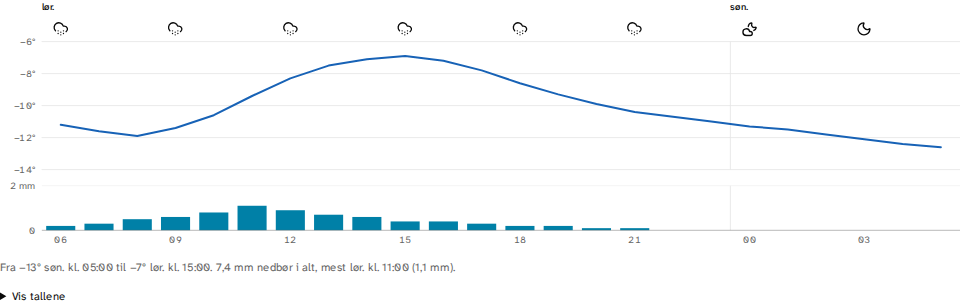 lør.
søn.
−6°
−8°
−10°
−12°
−14°
2 mm
0
06
09
12
15
18
21
00
03
Fra −13° søn. kl. 05:00 til −7° lør. kl. 15:00. 7,4 mm nedbør i alt, mest lør. kl. 11:00 (1,1 mm).
Vis tallene